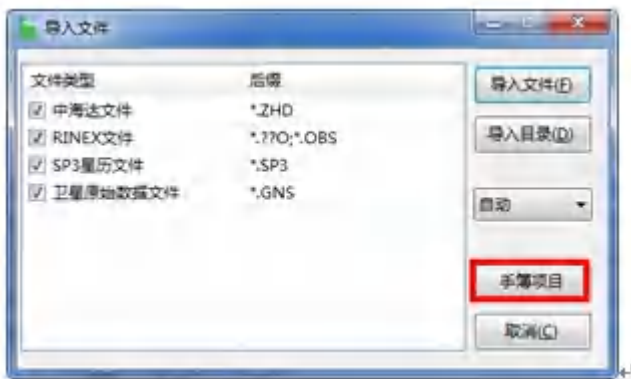 导入文件
文件类型 后缀
中海达文件 *.ZHD
RINEX文件 *.??O;*.OBS
SP3星历文件 *.SP3
卫星原始数据文件 *.GNS
导入文件(F)
导入目录(D)
自动
手簿项目
取消(C)